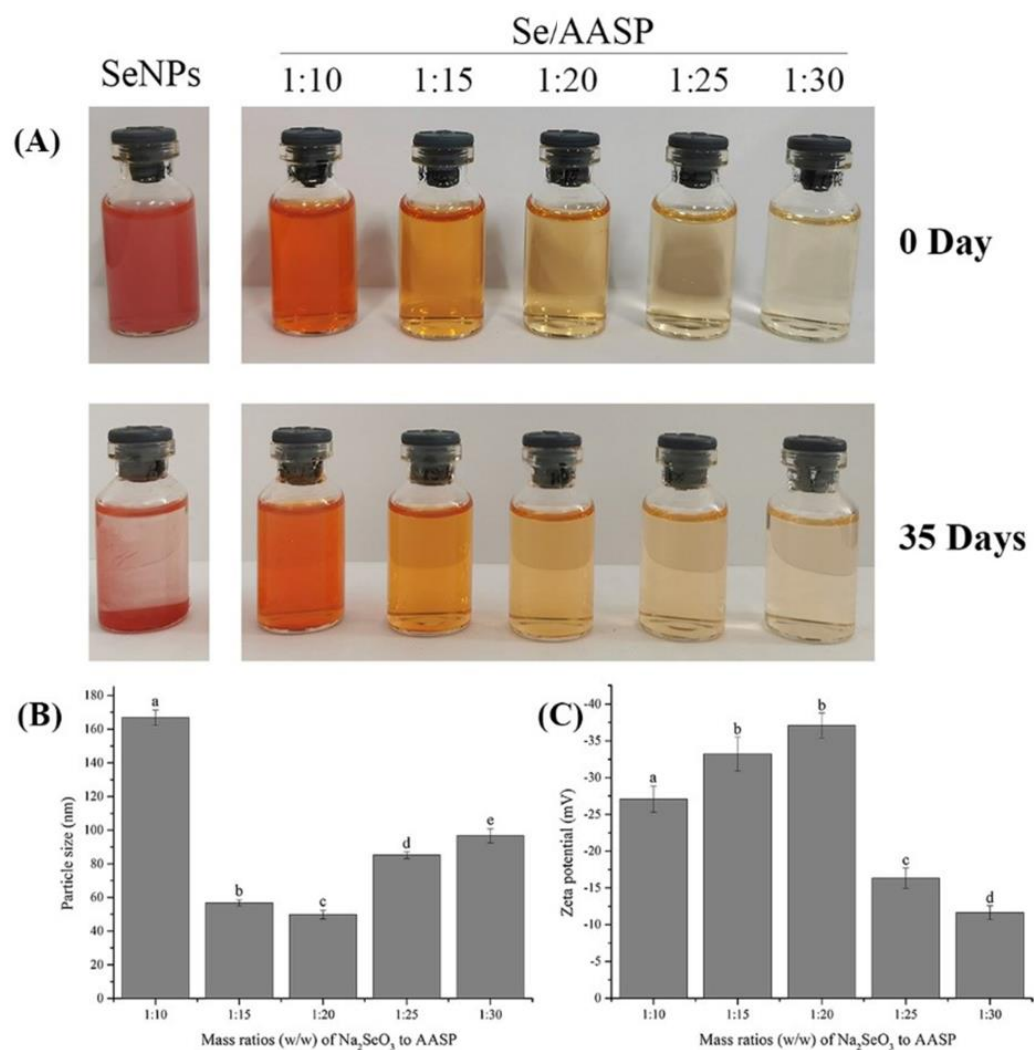 Se/AASP
SeNPs 1:10 1:15 1:20 1:25 1:30
(A)
0 Day
35 Days
(B)
180
160
140
120
100
80
60
40
20
0
Particle size (nm)
a
b
c
d
e
1:10 1:15 1:20 1:25 1:30
Mass ratios (w/w) of Na₂SeO₃ to AASP
(C)
-40
-35
-30
-25
-20
-15
-10
-5
0
Zeta potential (mV)
a
b
b
c
d
1:10 1:15 1:20 1:25 1:30
Mass ratios (w/w) of Na₂SeO₃ to AASP